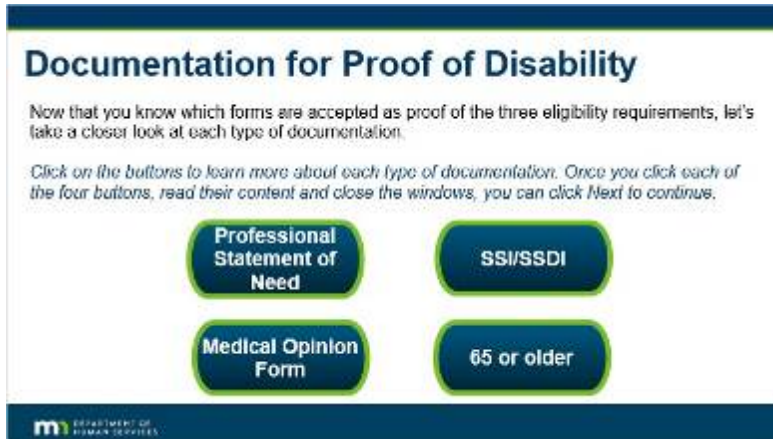 Documentation for Proof of Disability
Now that you know which forms are accepted as proof of the three eligibility requirements, let's
take a closer look at each type of documentation.
Click on the buttons to learn more about each type of documentation. Once you click each of
the four buttons, read their content and close the windows, you can click Next to continue.
Professional
Statement of
Need
SSI/SSDI
Medical Opinion
Form
65 or older
mn DEPARTMENT OF
HUMAN SERVICES